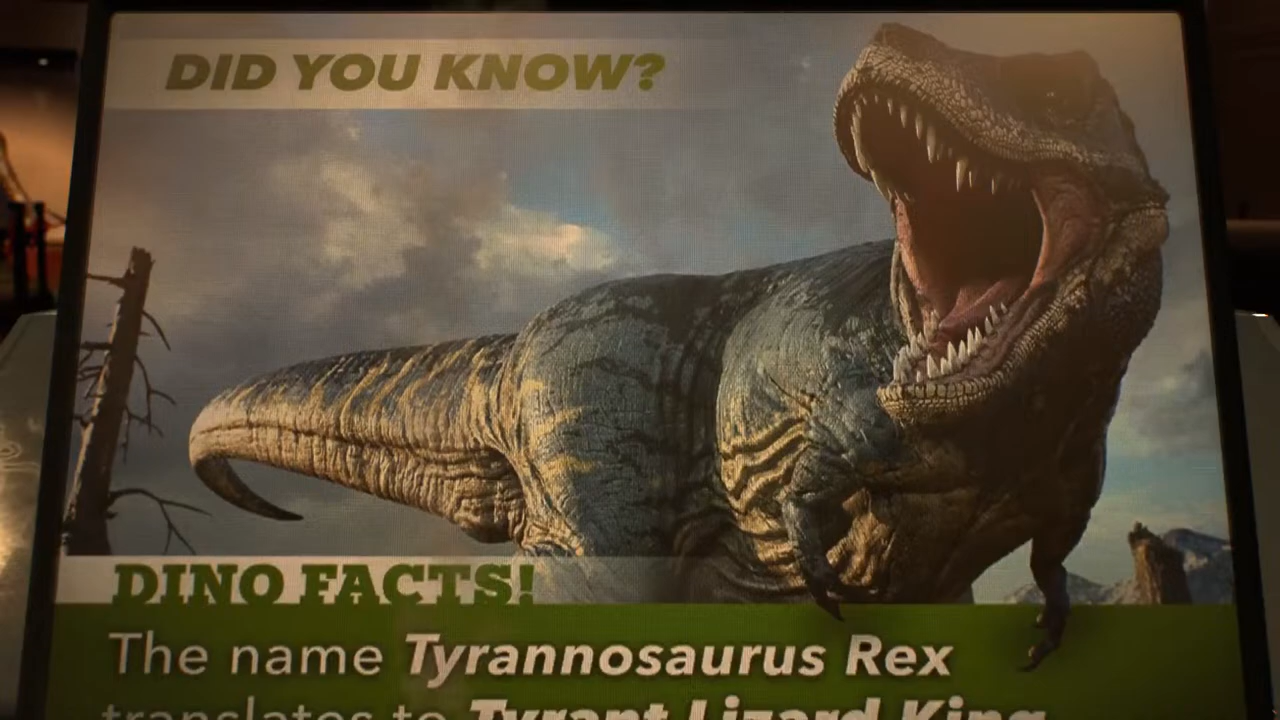 DID YOU KNOW?
DINO FACTS!
The name Tyrannosaurus Rex
translates to Tyrant Lizard King